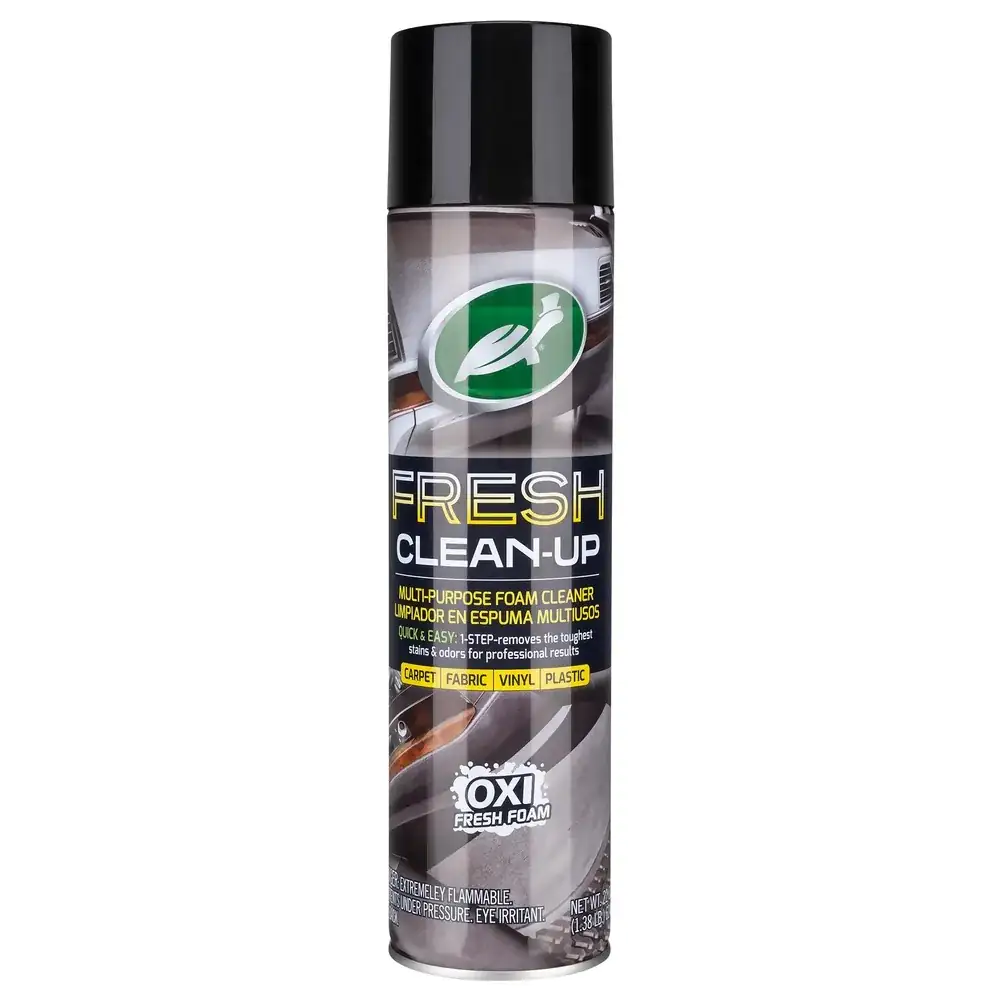 FRESH
CLEAN-UP
MULTI-PURPOSE FOAM CLEANER
LIMPIADOR EN ESPUMA MULTIUSOS
QUICK & EASY: 1-STEP-removes the toughest
stains & odors for professional results
CARPET FABRIC VINYL PLASTIC
OXI
FRESH FOAM
EXTREMELEY FLAMMABLE.
UNDER PRESSURE. EYE IRRITANT.
NET WT.
(1.38 LB.)